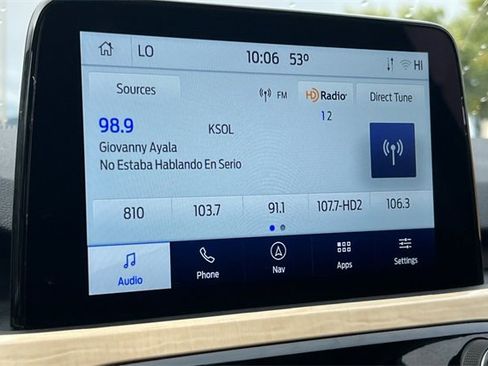 LO 10:06 53° HI
Sources FM HD Radio Direct Tune
1 2
98.9 KSOL
Giovanny Ayala
No Estaba Hablando En Serio
810 103.7 91.1 107.7-HD2 106.3
Audio Phone Nav Apps Settings